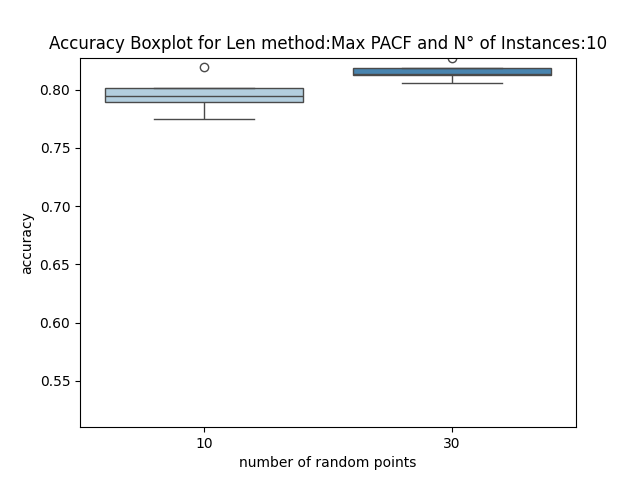 Accuracy Boxplot for Len method:Max PACF and N° of Instances:10
0.80
0.75
0.70
0.65
0.60
0.55
accuracy
10 30
number of random points